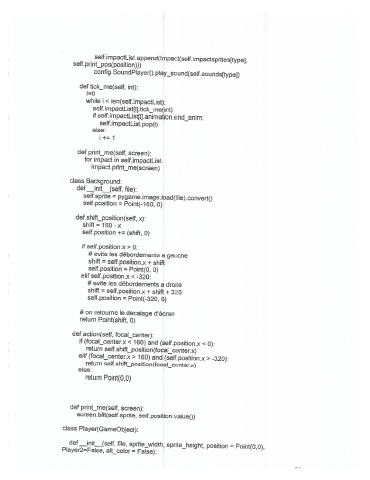 self.impactList.append(Impact(self.impactsprites[type],
self.print_pos(position)))
config.SoundPlayer().play_sound(self.sounds[type])
def tick_me(self, int):
i=0
while i < len(self.impactList):
self.impactList[i].tick_me(int)
if self.impactList[i].animation.end_anim:
self.impactList.pop(i)
else:
i += 1
def print_me(self, screen):
for impact in self.impactList:
impact.print_me(screen)
class Background:
def __init__(self, file):
self.sprite = pygame.image.load(file).convert()
self.position = Point(-160, 0)
def shift_position(self, x):
shift = 160 - x
self.position += (shift, 0)
if self.position.x > 0:
# evite les débordements a gauche
shift = self.position.x + shift
self.position = Point(0, 0)
elif self.position.x < -320:
# evite les débordements a droite
shift = self.position.x + shift + 320
self.position = Point(-320, 0)
# on retourne le decalage d'écran
return Point(shift, 0)
def action(self, focal_center):
if (focal_center.x < 160) and (self.position.x < 0):
return self.shift_position(focal_center.x)
elif (focal_center.x > 160) and (self.position.x > -320):
return self.shift_position(focal_center.x)
else:
return Point(0,0)
def print_me(self, screen):
screen.blit(self.sprite, self.position.value())
class Player(GameObject):
def __init__(self, file, sprite_width, sprite_height, position = Point(0,0),
Player2=False, alt_color = False):